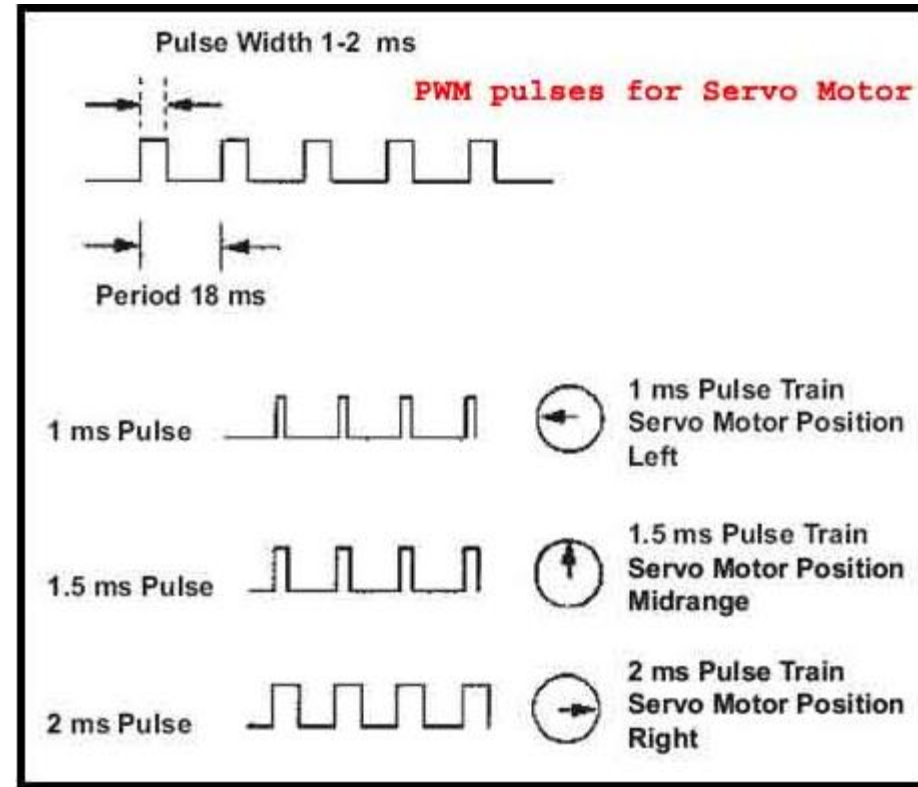 Pulse Width 1-2 ms
PWM pulses for Servo Motor
Period 18 ms
1 ms Pulse
1 ms Pulse Train
Servo Motor Position
Left
1.5 ms Pulse
1.5 ms Pulse Train
Servo Motor Position
Midrange
2 ms Pulse
2 ms Pulse Train
Servo Motor Position
Right